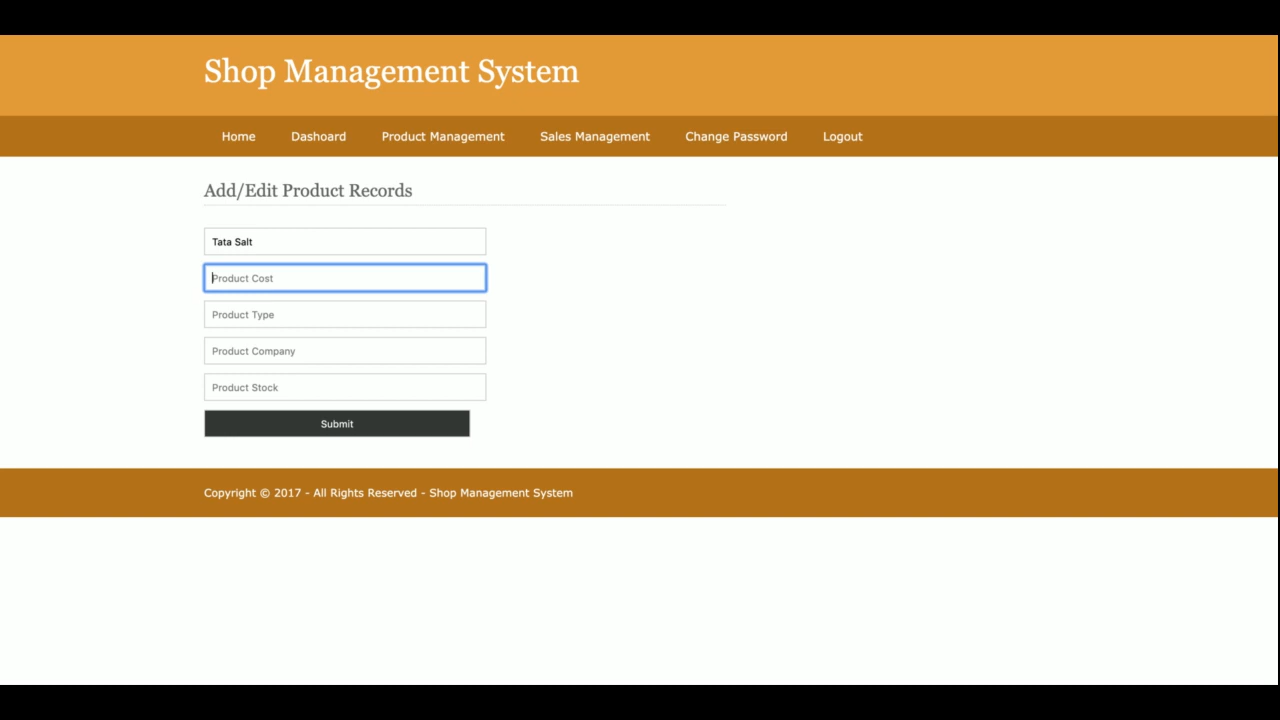 Shop Management System
Home Dashoard Product Management Sales Management Change Password Logout
Add/Edit Product Records
Tata Salt
Product Cost
Product Type
Product Company
Product Stock
Submit
Copyright © 2017 - All Rights Reserved - Shop Management System